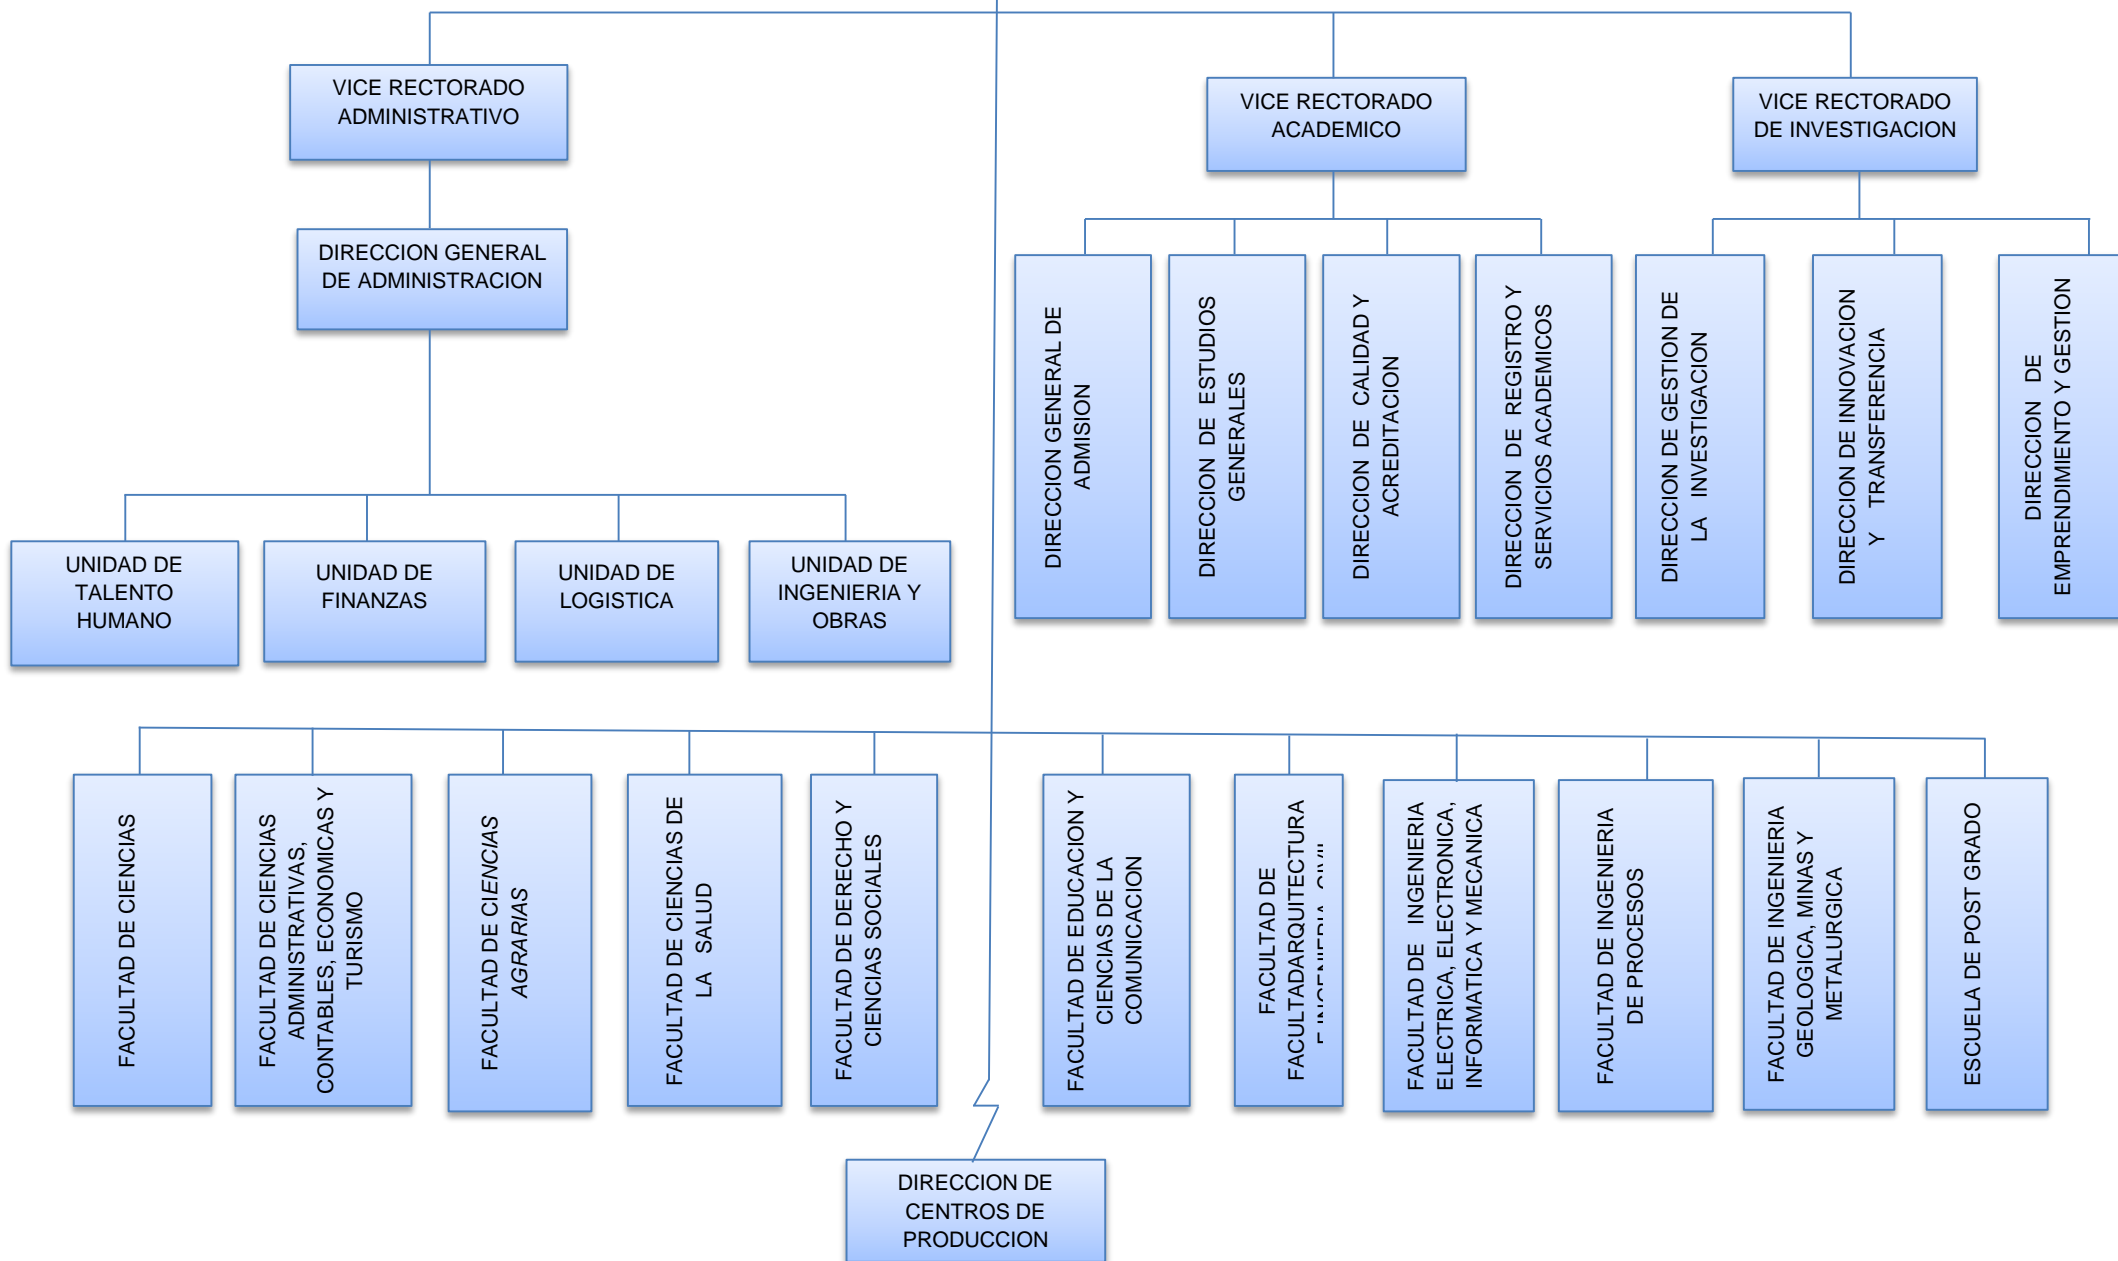 VICE RECTORADO
ADMINISTRATIVO
VICE RECTORADO
ACADEMICO
VICE RECTORADO
DE INVESTIGACION
DIRECCION GENERAL
DE ADMINISTRACION
DIRECCION GENERAL DE
ADMISION
DIRECCION DE ESTUDIOS
GENERALES
DIRECCION DE CALIDAD Y
ACREDITACION
DIRECCION DE REGISTRO Y
SERVICIOS ACADEMICOS
DIRECCION DE GESTION DE
LA INVESTIGACION
DIRECCION DE INNOVACION
Y TRANSFERENCIA
DIRECCION DE
EMPRENDIMIENTO Y GESTION
UNIDAD DE
TALENTO
HUMANO
UNIDAD DE
FINANZAS
UNIDAD DE
LOGISTICA
UNIDAD DE
INGENIERIA Y
OBRAS
FACULTAD DE CIENCIAS
FACULTAD DE CIENCIAS
ADMINISTRATIVAS,
CONTABLES, ECONOMICAS Y
TURISMO
FACULTAD DE CIENCIAS
AGRARIAS
FACULTAD DE CIENCIAS DE
LA SALUD
FACULTAD DE DERECHO Y
CIENCIAS SOCIALES
FACULTAD DE EDUCACION Y
CIENCIAS DE LA
COMUNICACION
FACULTAD DE
FACULTADARQUITECTURA
E INGENIERIA CIVIL
FACULTAD DE INGENIERIA
ELECTRICA, ELECTRONICA,
INFORMATICA Y MECANICA
FACULTAD DE INGENIERIA
DE PROCESOS
FACULTAD DE INGENIERIA
GEOLOGICA, MINAS Y
METALURGICA
ESCUELA DE POST GRADO
DIRECCION DE
CENTROS DE
PRODUCCION